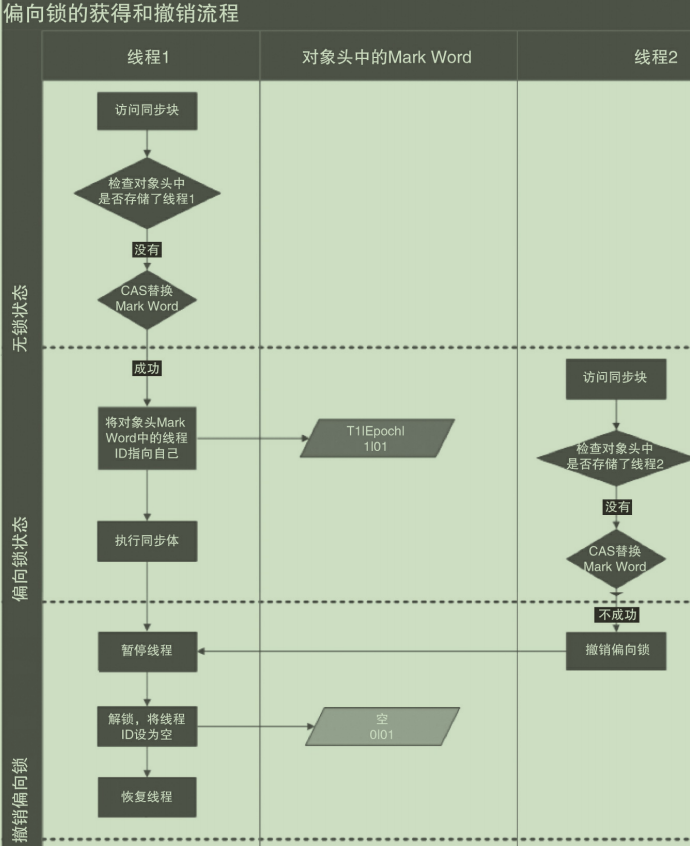 偏向锁的获得和撤销流程
线程1
对象头中的Mark Word
线程2
无锁状态
访问同步块
检查对象头中
是否存储了线程1
没有
CAS替换
Mark Word
偏向锁状态
成功
将对象头Mark
Word中的线程
ID指向自己
T1|Epoch|
1|01
执行同步体
访问同步块
检查对象头中
是否存储了线程2
没有
CAS替换
Mark Word
不成功
撤销偏向锁
撤销偏向锁
暂停线程
解锁，将线程
ID设为空
空
0|01
恢复线程